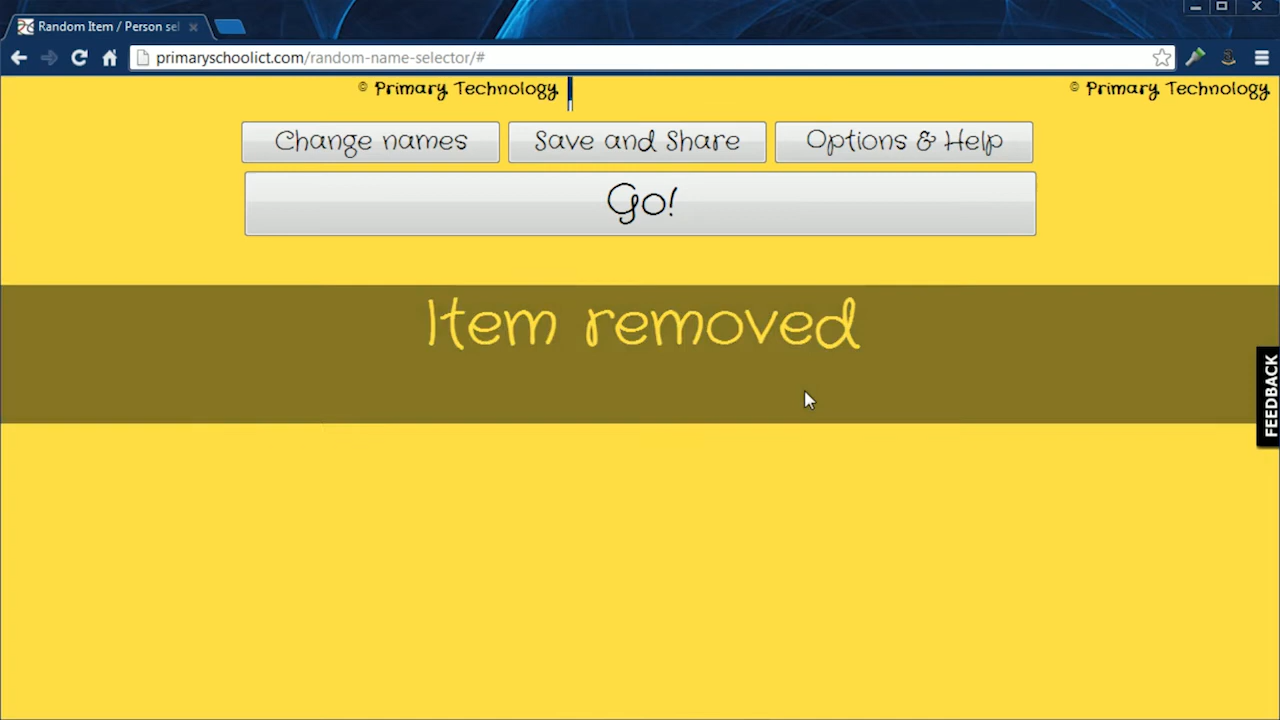 Random Item / Person sel
primaryschoolict.com/random-name-selector/#
© Primary Technology
© Primary Technology
Change names
Save and Share
Options & Help
Go!
Item removed
FEEDBACK